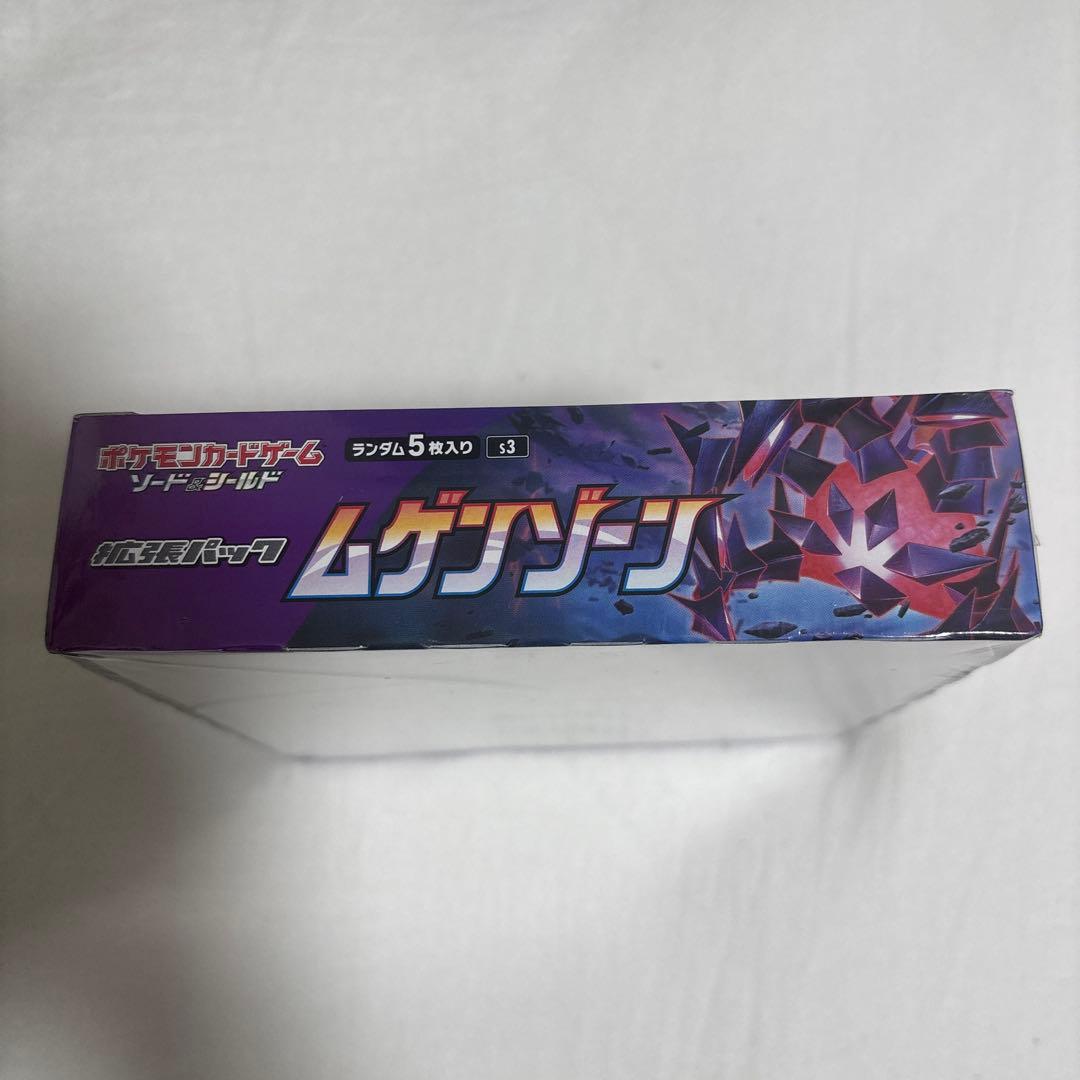 ポケモンカードゲーム
ソード&シールド
ランダム5枚入り s3
拡張パック
ムゲンゾーン